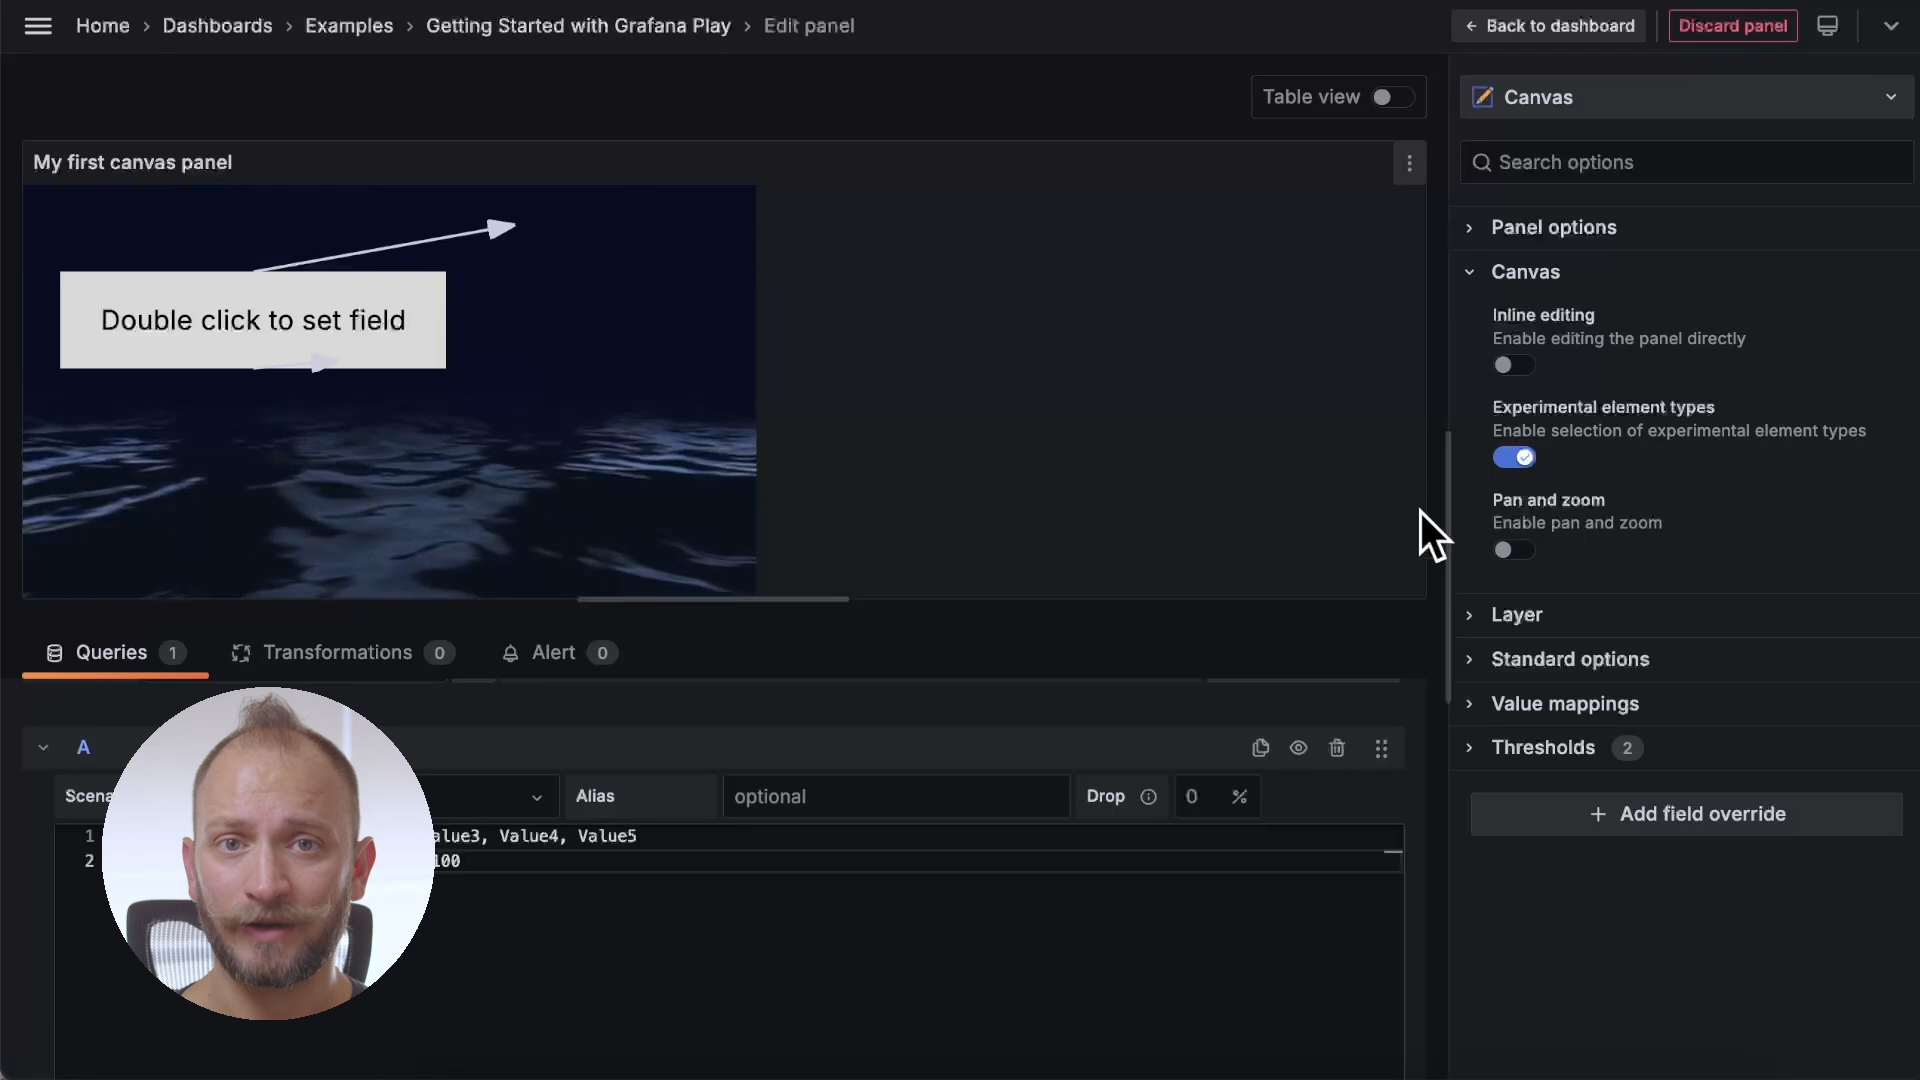 Home › Dashboards › Examples › Getting Started with Grafana Play › Edit panel
← Back to dashboard
Discard panel
Table view
Canvas
Search options
My first canvas panel
Double click to set field
Panel options
Canvas
Inline editing
Enable editing the panel directly
Experimental element types
Enable selection of experimental element types
Pan and zoom
Enable pan and zoom
Layer
Standard options
Value mappings
Thresholds 2
+ Add field override
Queries 1
Transformations 0
Alert 0
A
Alias
optional
Drop
0 %
1 Value4, Value5
2